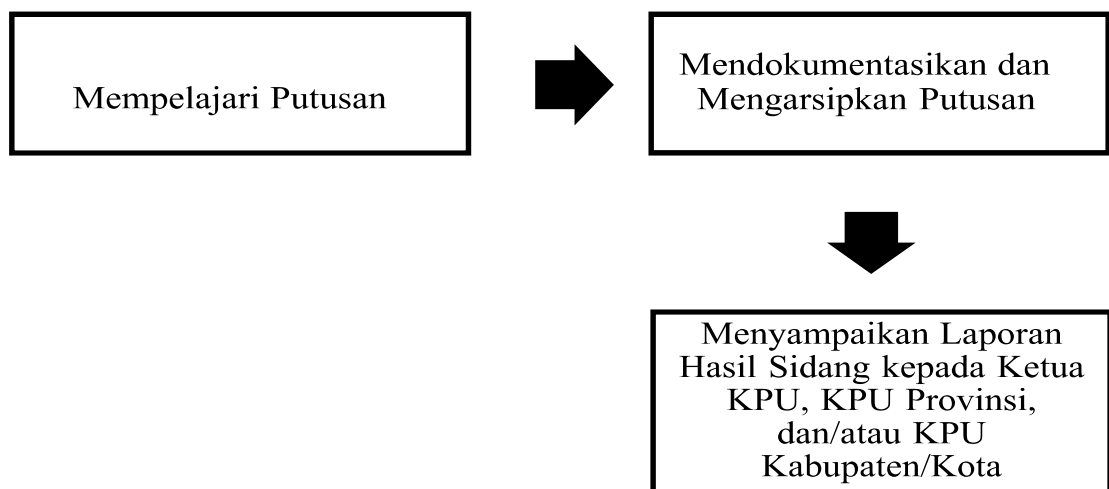 Mempelajari Putusan
Mendokumentasikan dan
Mengarsipkan Putusan
Menyampaikan Laporan
Hasil Sidang kepada Ketua
KPU, KPU Provinsi,
dan/atau KPU
Kabupaten/Kota